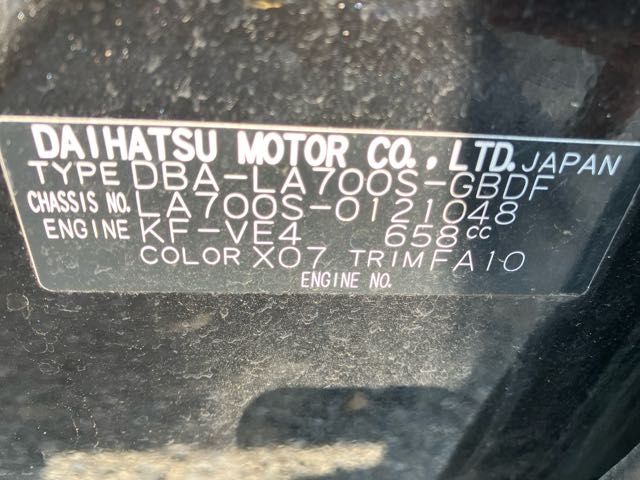 DAIHATSU MOTOR CO., LTD. JAPAN
TYPE DBA-LA700S-GBDF
CHASSIS NO. LA700S-0121048
ENGINE KF-VE4 658cc
COLOR X07 TRIM FA10
ENGINE NO.